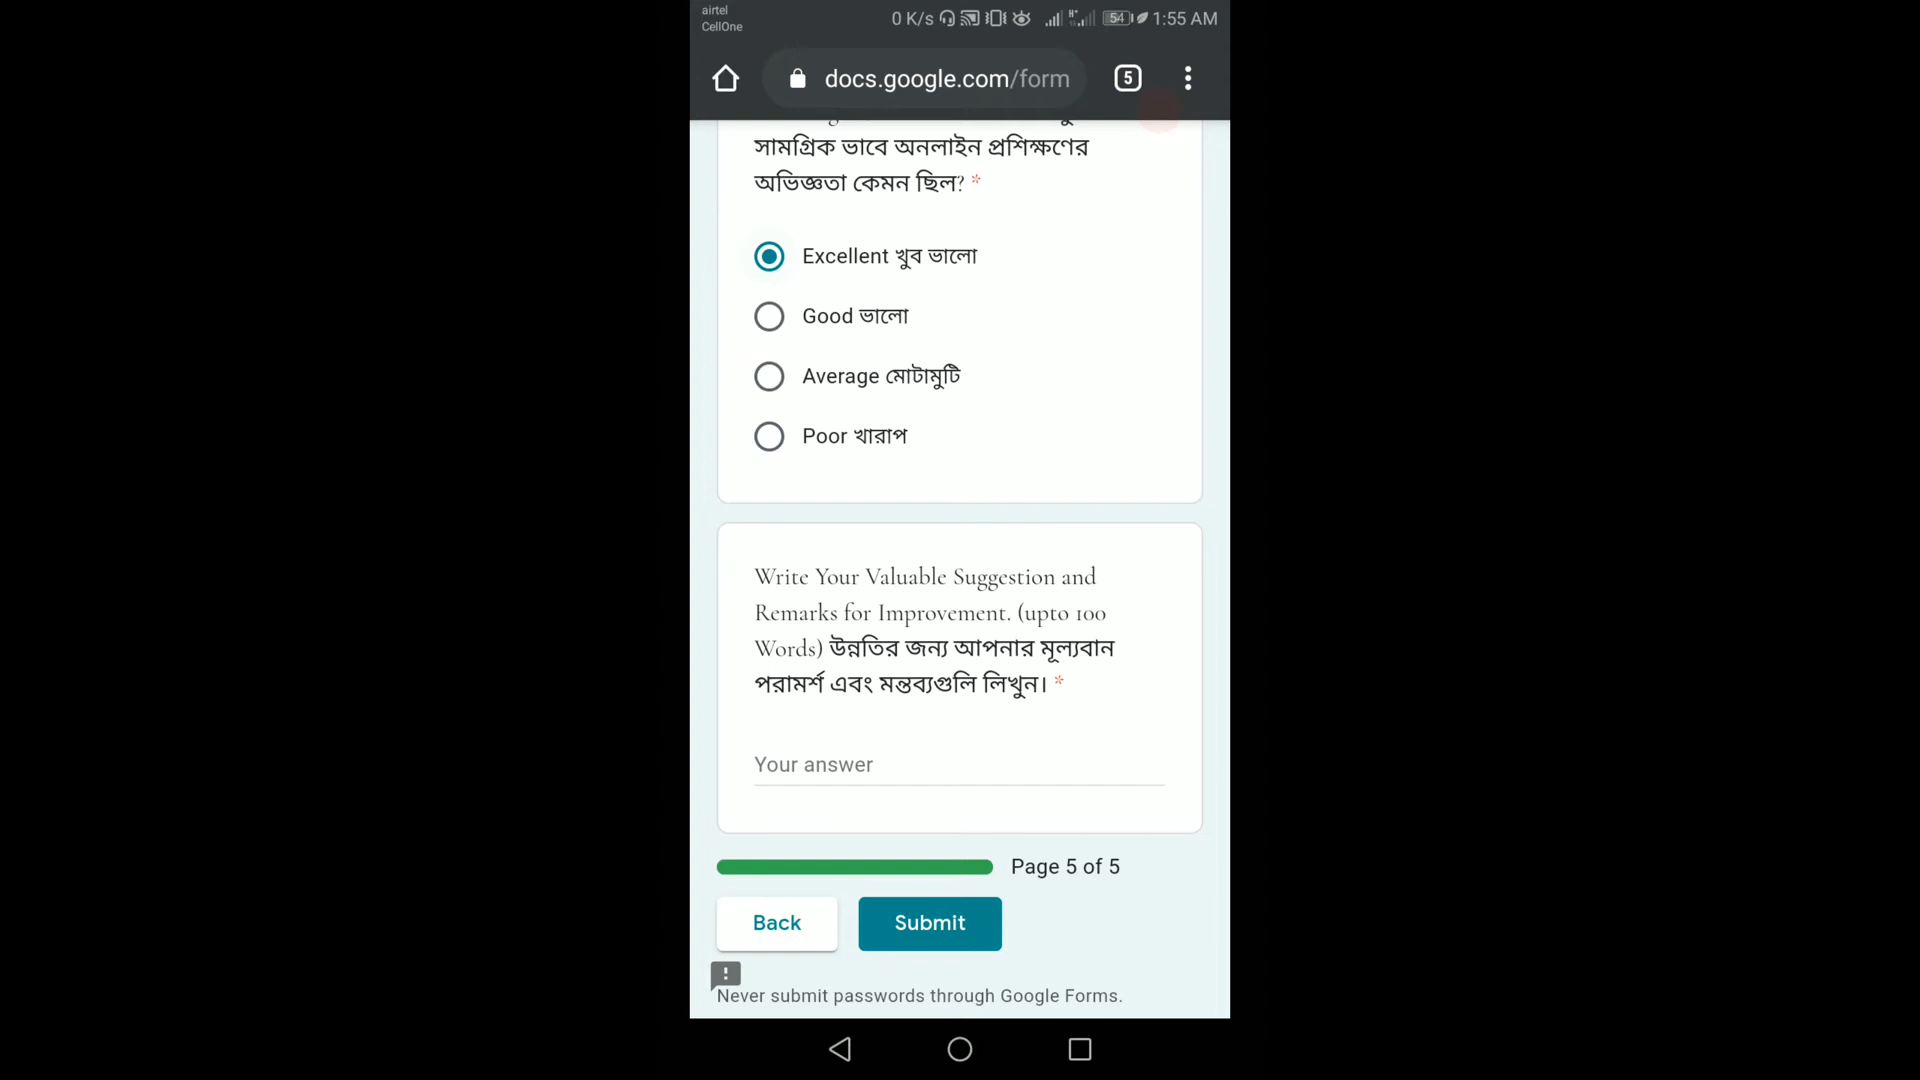 airtel
CellOne
0 K/s
54
1:55 AM
docs.google.com/form
5
সামগ্রিক ভাবে অনলাইন প্রশিক্ষণের
অভিজ্ঞতা কেমন ছিল? *
Excellent খুব ভালো
Good ভালো
Average মোটামুটি
Poor খারাপ
Write Your Valuable Suggestion and
Remarks for Improvement. (upto 100
Words) উন্নতির জন্য আপনার মূল্যবান
পরামর্শ এবং মন্তব্যগুলি লিখুন। *
Your answer
Page 5 of 5
Back
Submit
Never submit passwords through Google Forms.